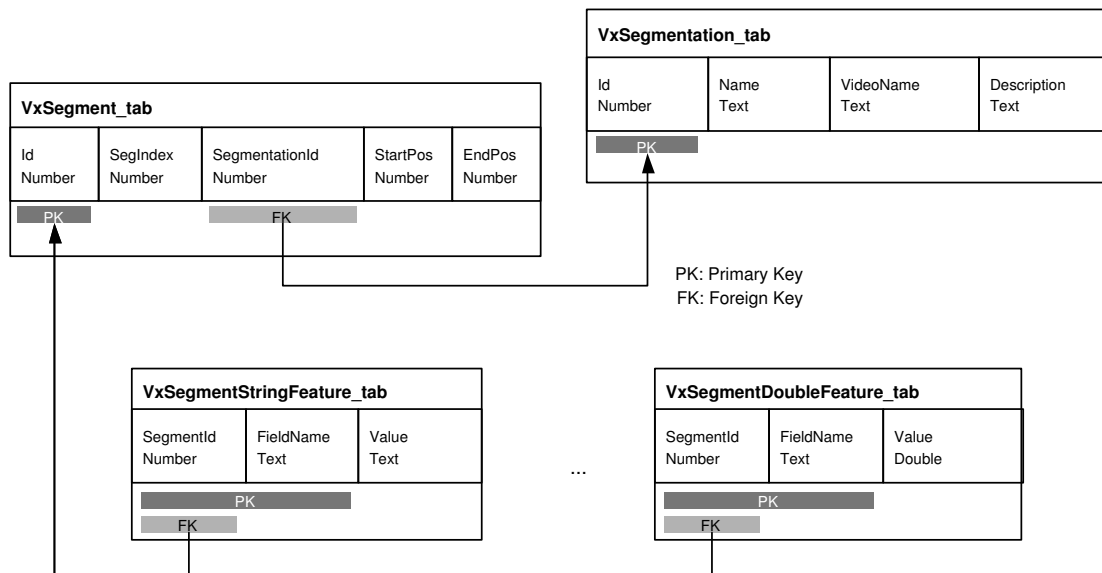 VxSegmentation_tab
Id Name VideoName Description
Number Text Text Text
PK
VxSegment_tab
Id SegIndex SegmentationId StartPos EndPos
Number Number Number Number Number
PK FK
PK: Primary Key
FK: Foreign Key
VxSegmentStringFeature_tab
SegmentId FieldName Value
Number Text Text
PK
FK
...
VxSegmentDoubleFeature_tab
SegmentId FieldName Value
Number Text Double
PK
FK